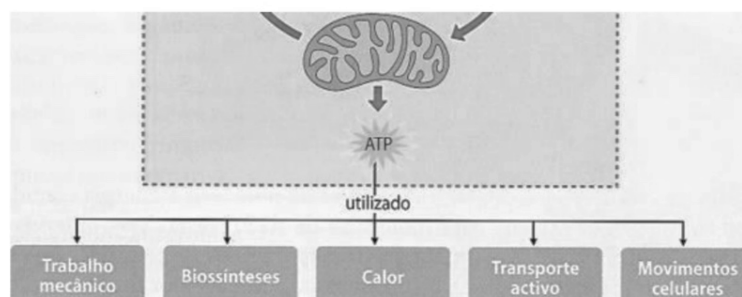 ATP
utilizado
Trabalho
mecânico
Biossínteses
Calor
Transporte
activo
Movimentos
celulares